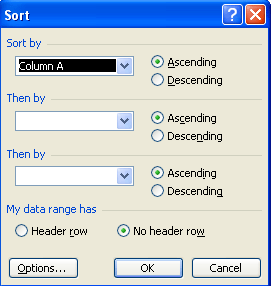 Sort
Sort by
Column A
Ascending
Descending
Then by
Ascending
Descending
Then by
Ascending
Descending
My data range has
Header row
No header row
Options...
OK
Cancel